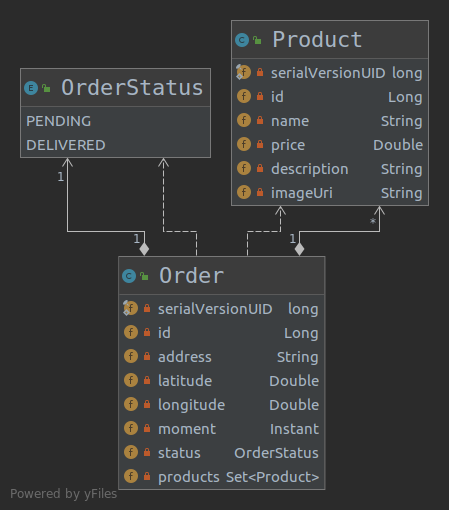 C Product
f serialVersionUID long
f id Long
f name String
f price Double
f description String
f imageUri String
E OrderStatus
PENDING
DELIVERED
1
*
1
1
C Order
f serialVersionUID long
f id Long
f address String
f latitude Double
f longitude Double
f moment Instant
f status OrderStatus
f products Set<Product>
Powered by yFiles